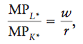 MP_{L*} / MP_{K*} = w / r,